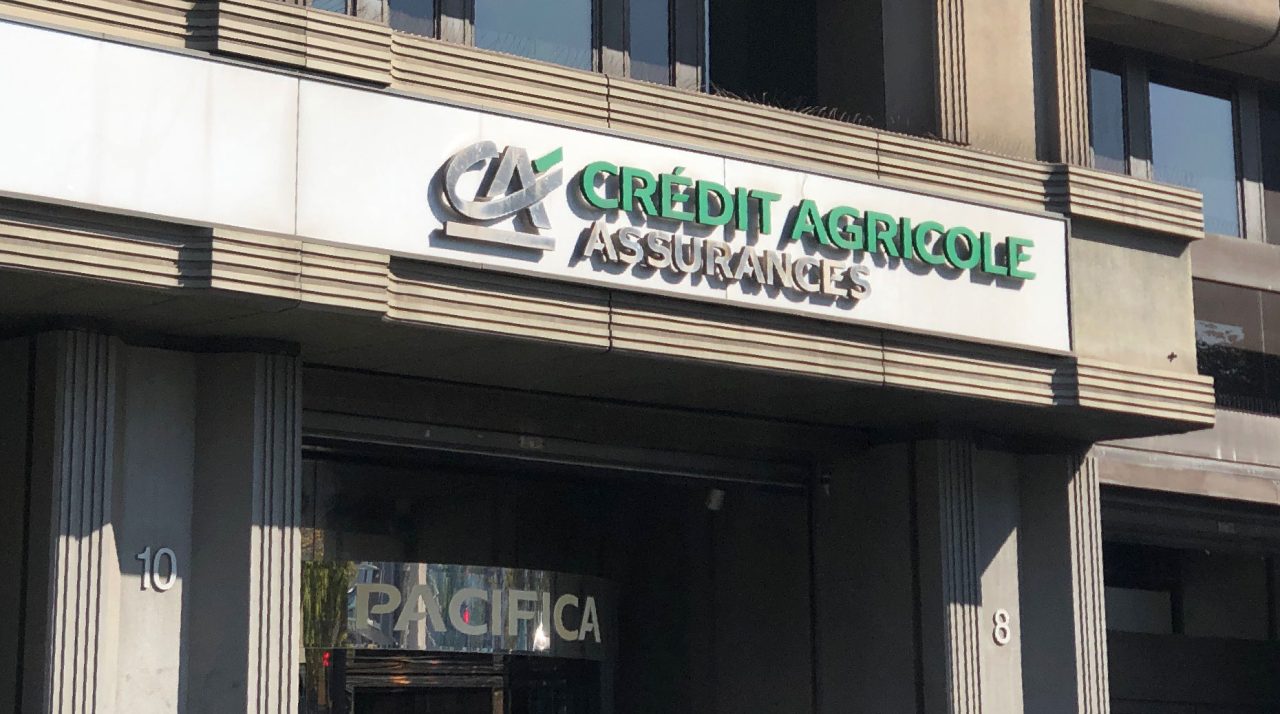 CA CRÉDIT AGRICOLE
ASSURANCES
10
PACIFICA
8